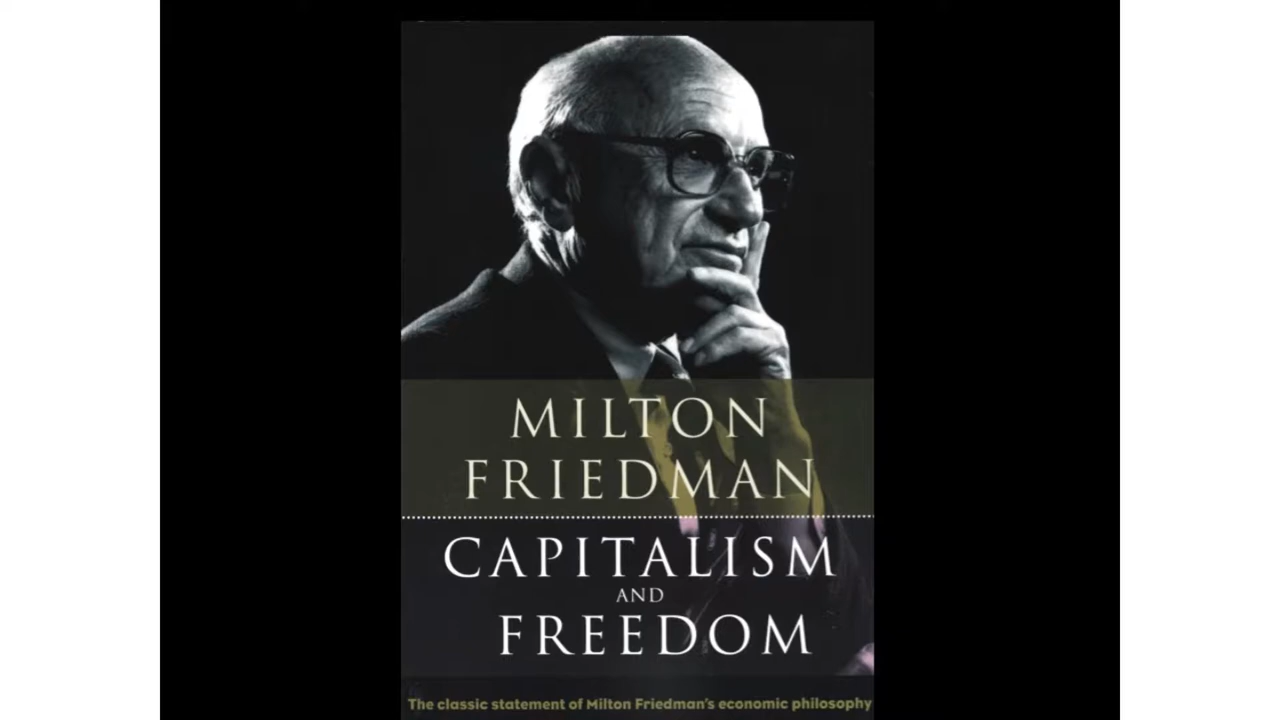 MILTON
FRIEDMAN
CAPITALISM
AND
FREEDOM
The classic statement of Milton Friedman's economic philosophy